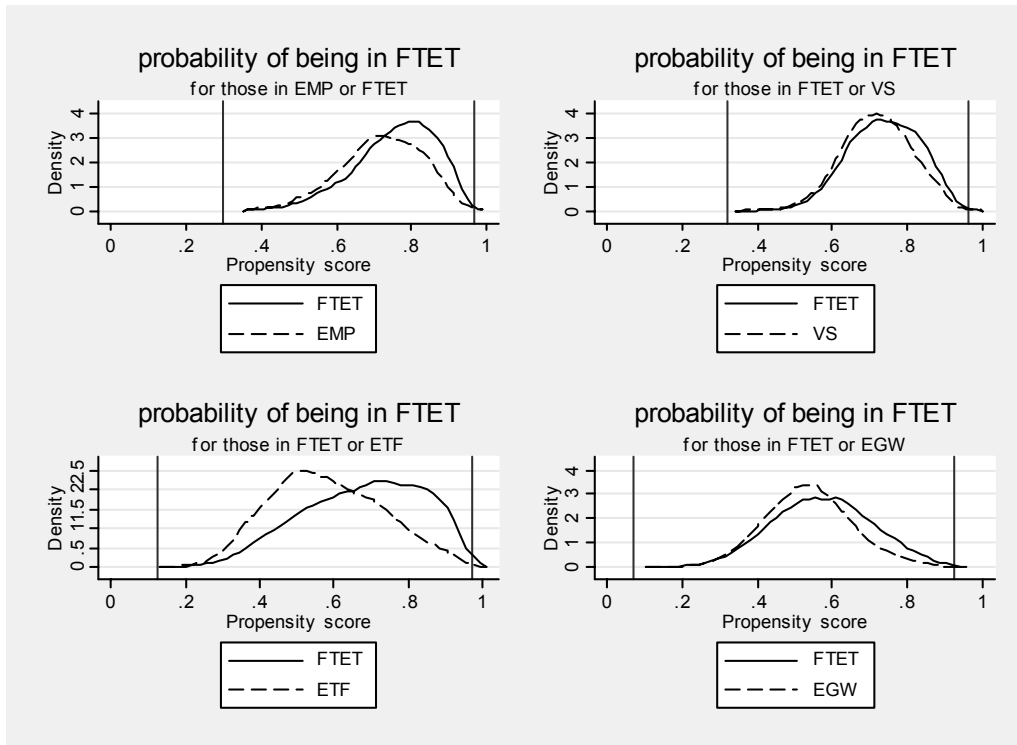 probability of being in FTET
for those in EMP or FTET
Density
4
3
2
1
0
0 .2 .4 .6 .8 1
Propensity score
FTET
EMP
probability of being in FTET
for those in FTET or VS
Density
4
3
2
1
0
0 .2 .4 .6 .8 1
Propensity score
FTET
VS
probability of being in FTET
for those in FTET or ETF
Density
0 .5 11.5 22.5
0 .2 .4 .6 .8 1
Propensity score
FTET
ETF
probability of being in FTET
for those in FTET or EGW
Density
4
3
2
1
0
0 .2 .4 .6 .8 1
Propensity score
FTET
EGW